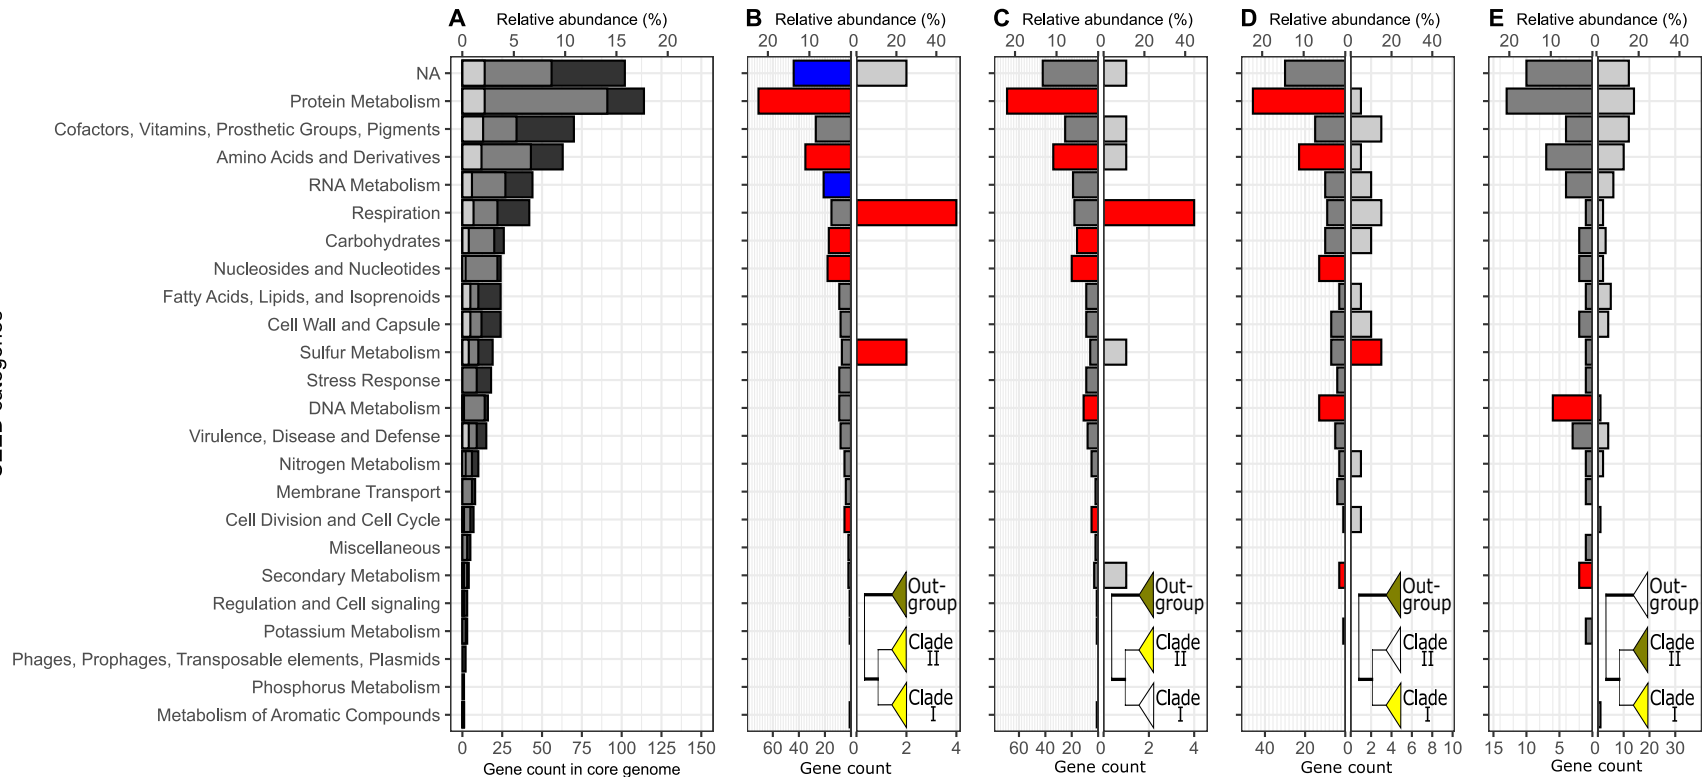 A Relative abundance (%) B Relative abundance (%) C Relative abundance (%) D Relative abundance (%) E Relative abundance (%)
0 5 10 15 20 20 10 0 20 40 20 10 0 20 40 20 10 0 20 40 20 10 0 20 40
NA
Protein Metabolism
Cofactors, Vitamins, Prosthetic Groups, Pigments
Amino Acids and Derivatives
RNA Metabolism
Respiration
Carbohydrates
Nucleosides and Nucleotides
Fatty Acids, Lipids, and Isoprenoids
Cell Wall and Capsule
Sulfur Metabolism
Stress Response
DNA Metabolism
Virulence, Disease and Defense
Nitrogen Metabolism
Membrane Transport
Cell Division and Cell Cycle
Miscellaneous
Secondary Metabolism
Regulation and Cell signaling
Potassium Metabolism
Phages, Prophages, Transposable elements, Plasmids
Phosphorus Metabolism
Metabolism of Aromatic Compounds
Out-
group
Clade
II
Clade
I
Out-
group
Clade
II
Clade
I
Out-
group
Clade
II
Clade
I
Out-
group
Clade
II
Clade
I
0 25 50 75 100 125 150 60 40 20 0 2 4 60 40 20 0 2 4 40 20 0 2 4 6 8 10 15 10 5 0 10 20 30
Gene count in core genome Gene count Gene count Gene count Gene count